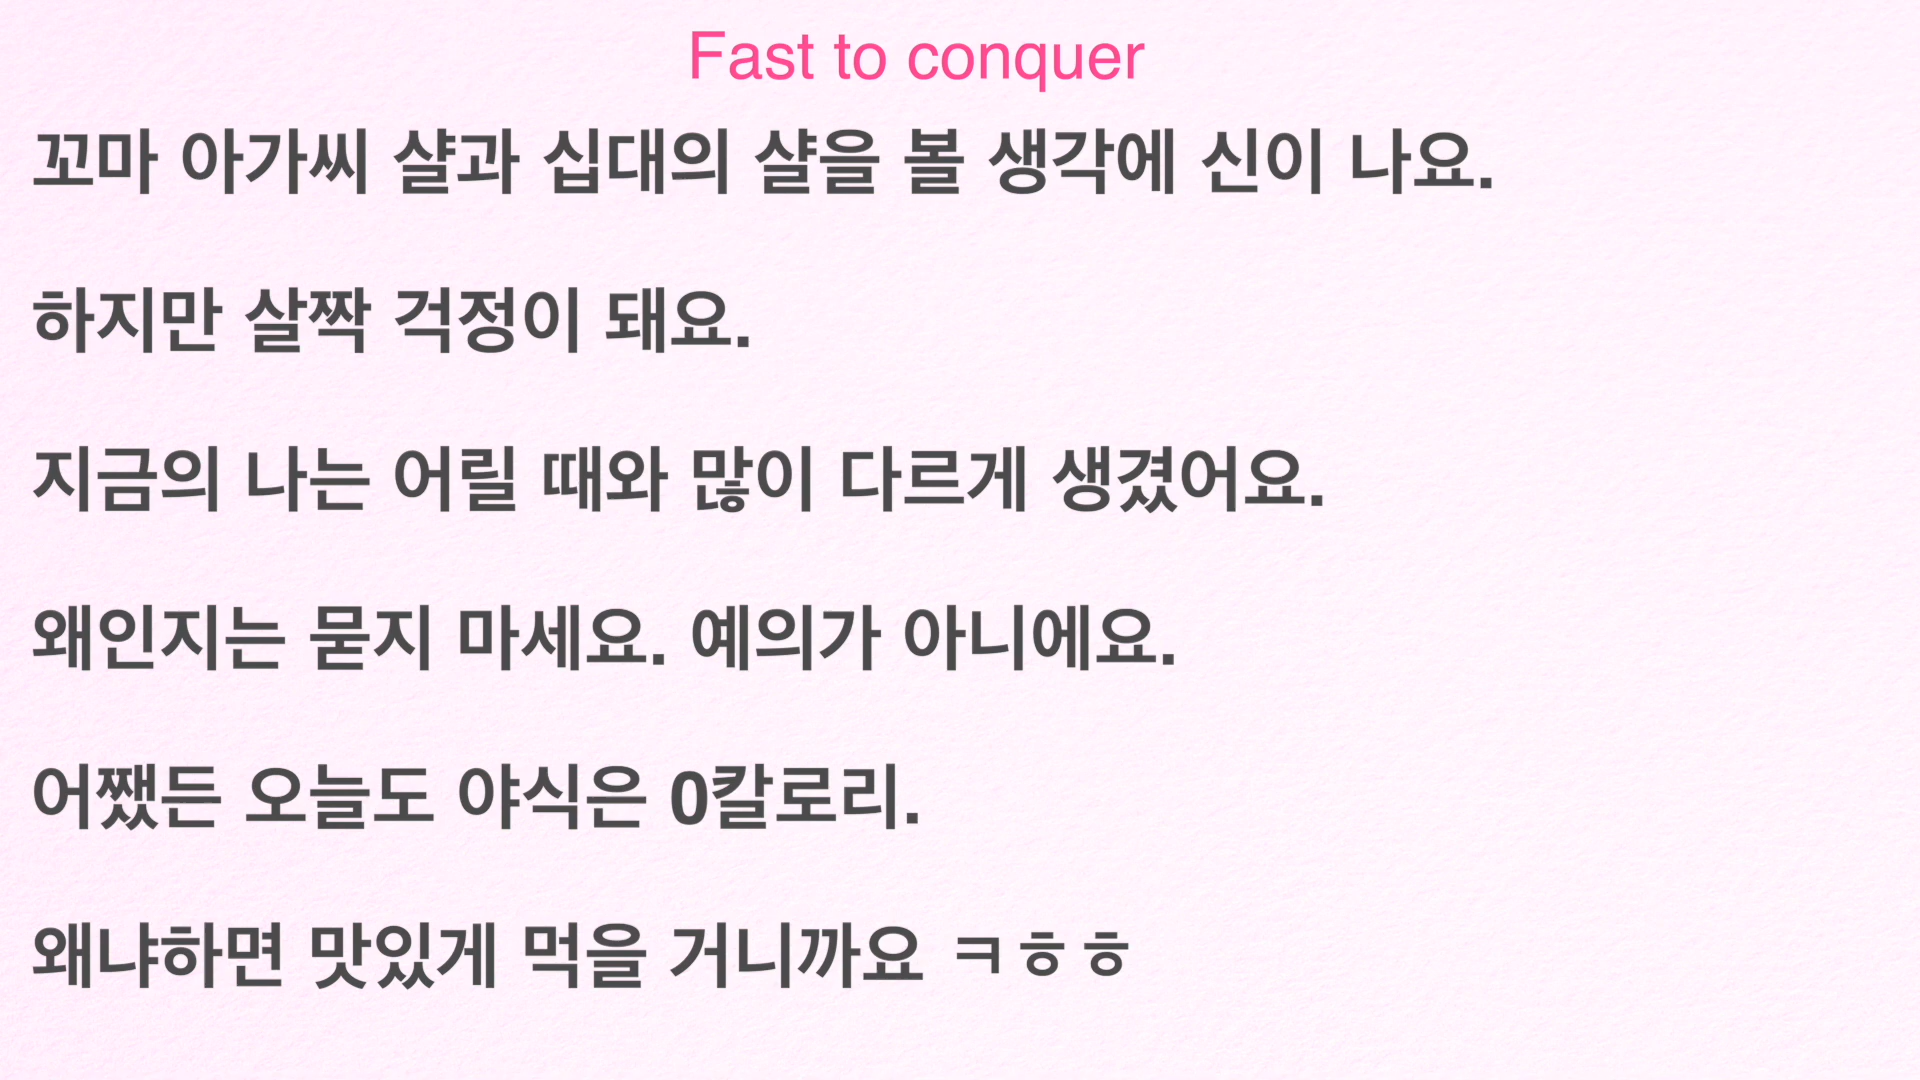 Fast to conquer
꼬마 아가씨 샬과 십대의 샬을 볼 생각에 신이 나요.
하지만 살짝 걱정이 돼요.
지금의 나는 어릴 때와 많이 다르게 생겼어요.
왜인지는 묻지 마세요. 예의가 아니에요.
어쨌든 오늘도 야식은 0칼로리.
왜냐하면 맛있게 먹을 거니까요 ㅋㅎㅎ